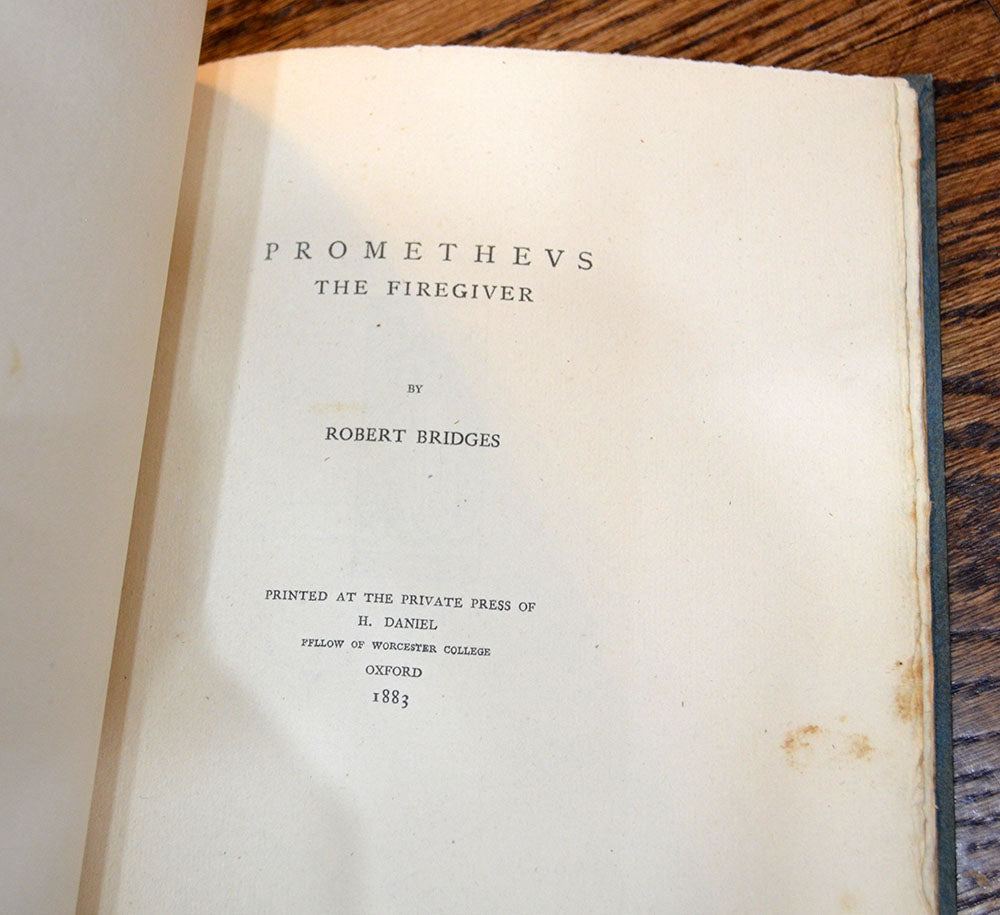 PROMETHEVS
THE FIREGIVER
BY
ROBERT BRIDGES
PRINTED AT THE PRIVATE PRESS OF
H. DANIEL
FELLOW OF WORCESTER COLLEGE
OXFORD
1883